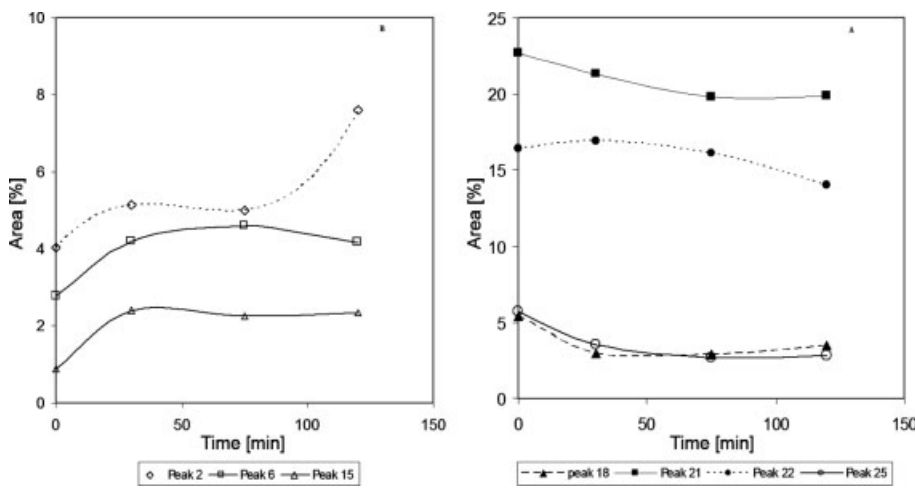 B
Area [%]
10
8
6
4
2
0
0 50 100 150
Time [min]
Peak 2 Peak 6 Peak 15
A
Area [%]
25
20
15
10
5
0
0 50 100 150
Time [min]
peak 18 Peak 21 Peak 22 Peak 25